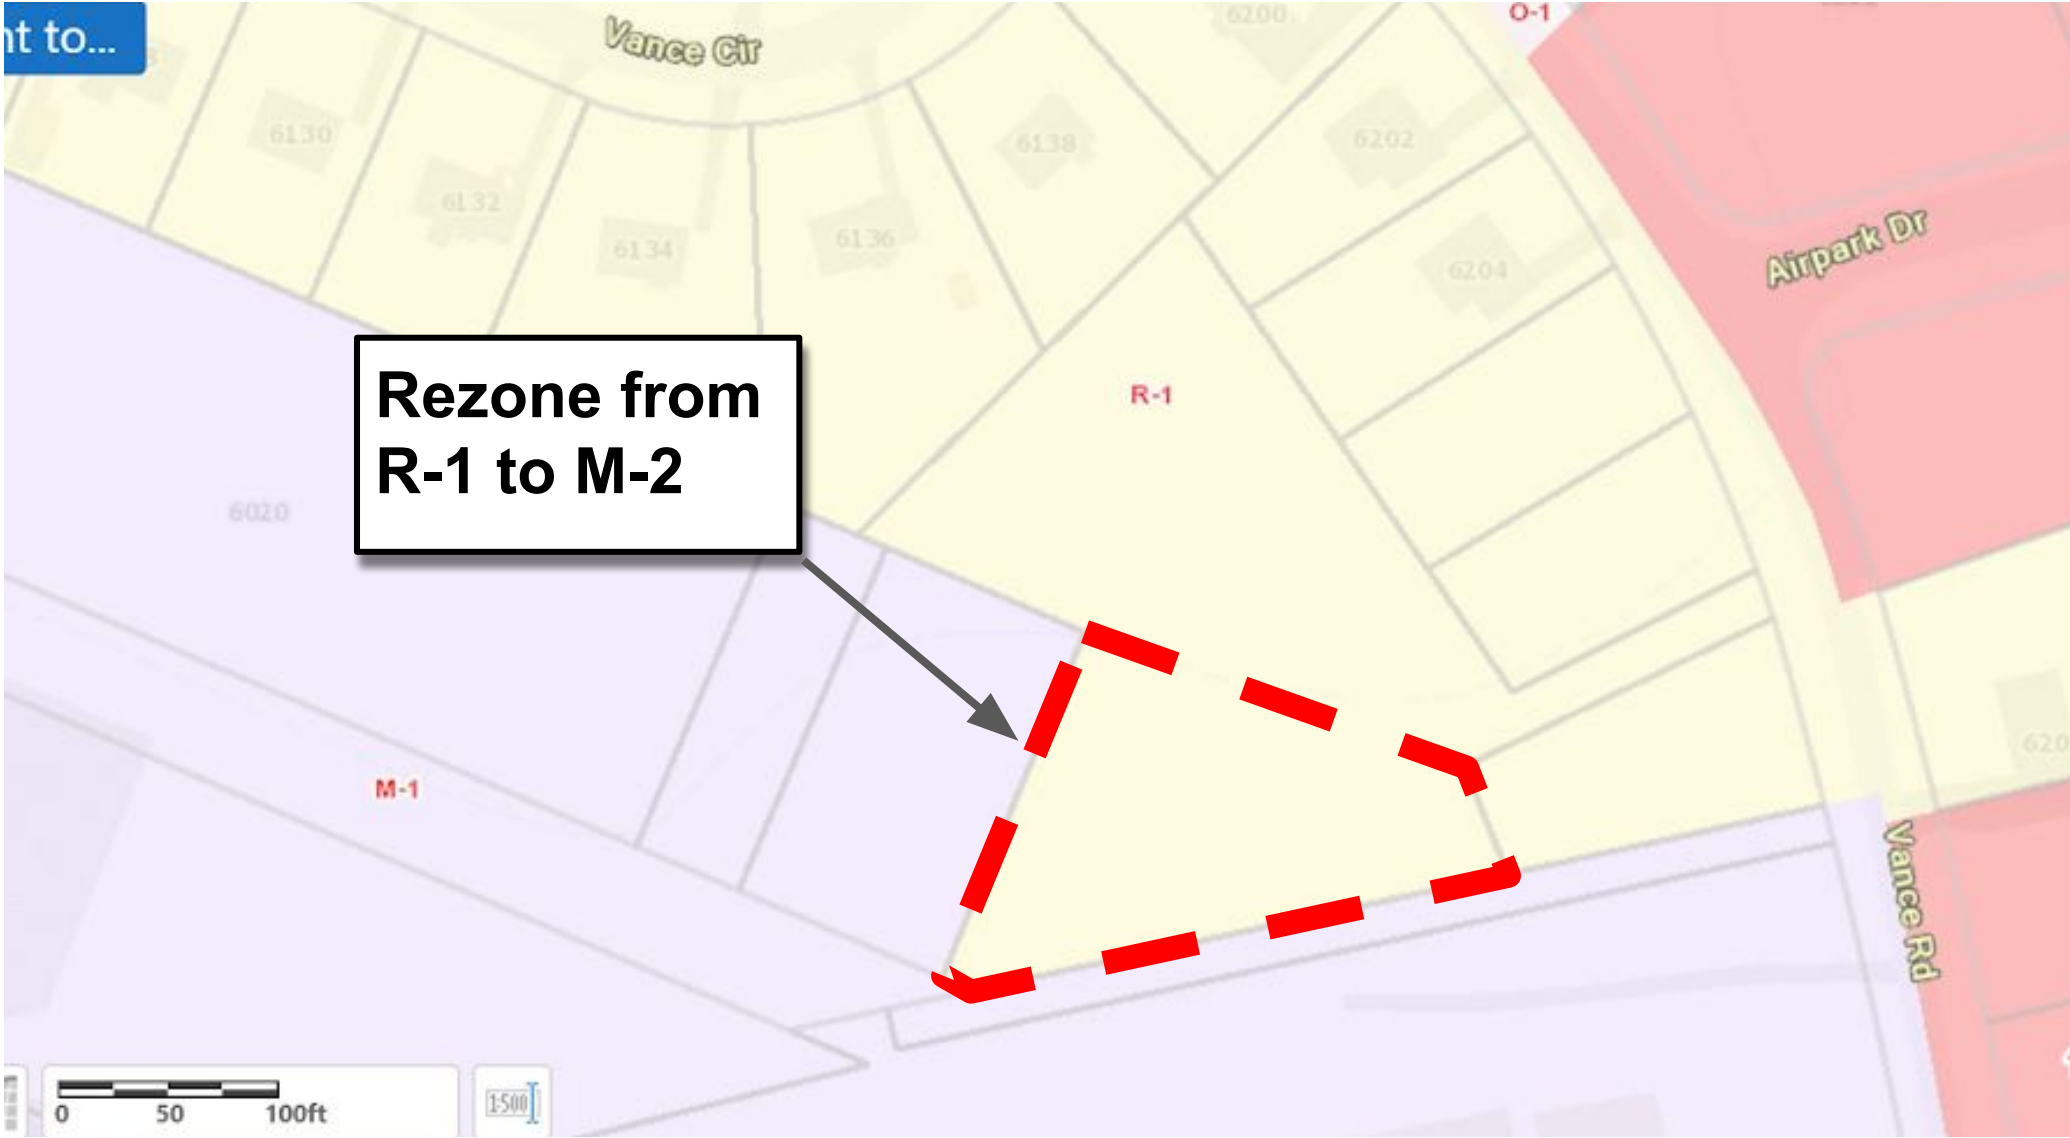 nt to...
Vance Cir
6200
O-1
6130
6138
6202
6132
6134
6136
6204
Airpark Dr
Rezone from
R-1 to M-2
R-1
6020
M-1
Vance Rd
0 50 100ft
1:500